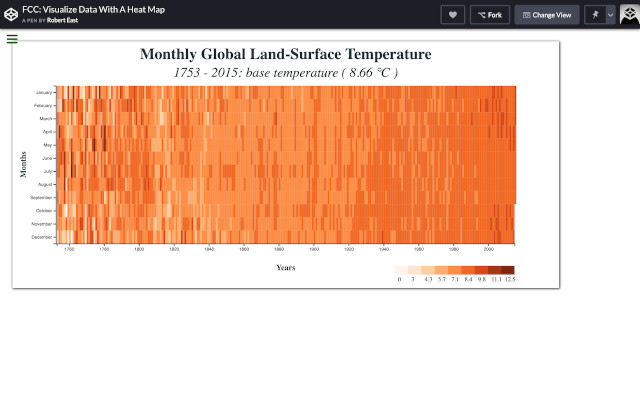 FCC: Visualize Data With A Heat Map
A PEN BY Robert East
Fork
Change View
Monthly Global Land-Surface Temperature
1753 - 2015: base temperature ( 8.66 °C )
Months
January
February
March
April
May
June
July
August
September
October
November
December
1760 1780 1800 1820 1840 1860 1880 1900 1920 1940 1960 1980 2000
Years
0 3 4.3 5.7 7.1 8.4 9.8 11.1 12.5